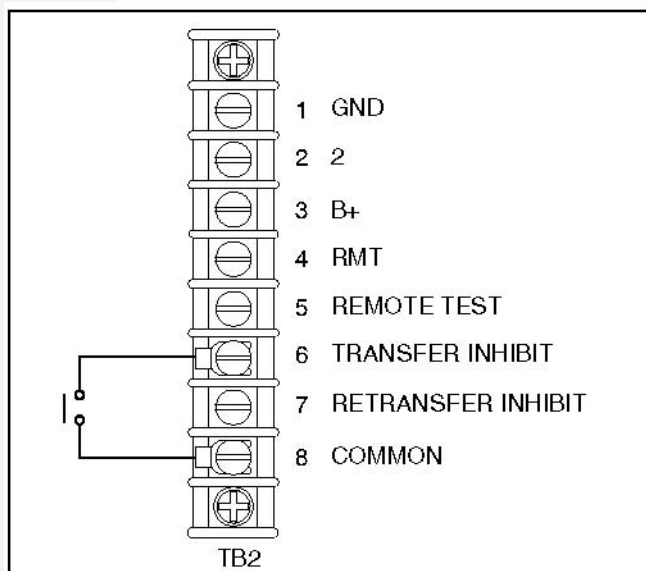 1 GND
2 2
3 B+
4 RMT
5 REMOTE TEST
6 TRANSFER INHIBIT
7 RETRANSFER INHIBIT
8 COMMON
TB2